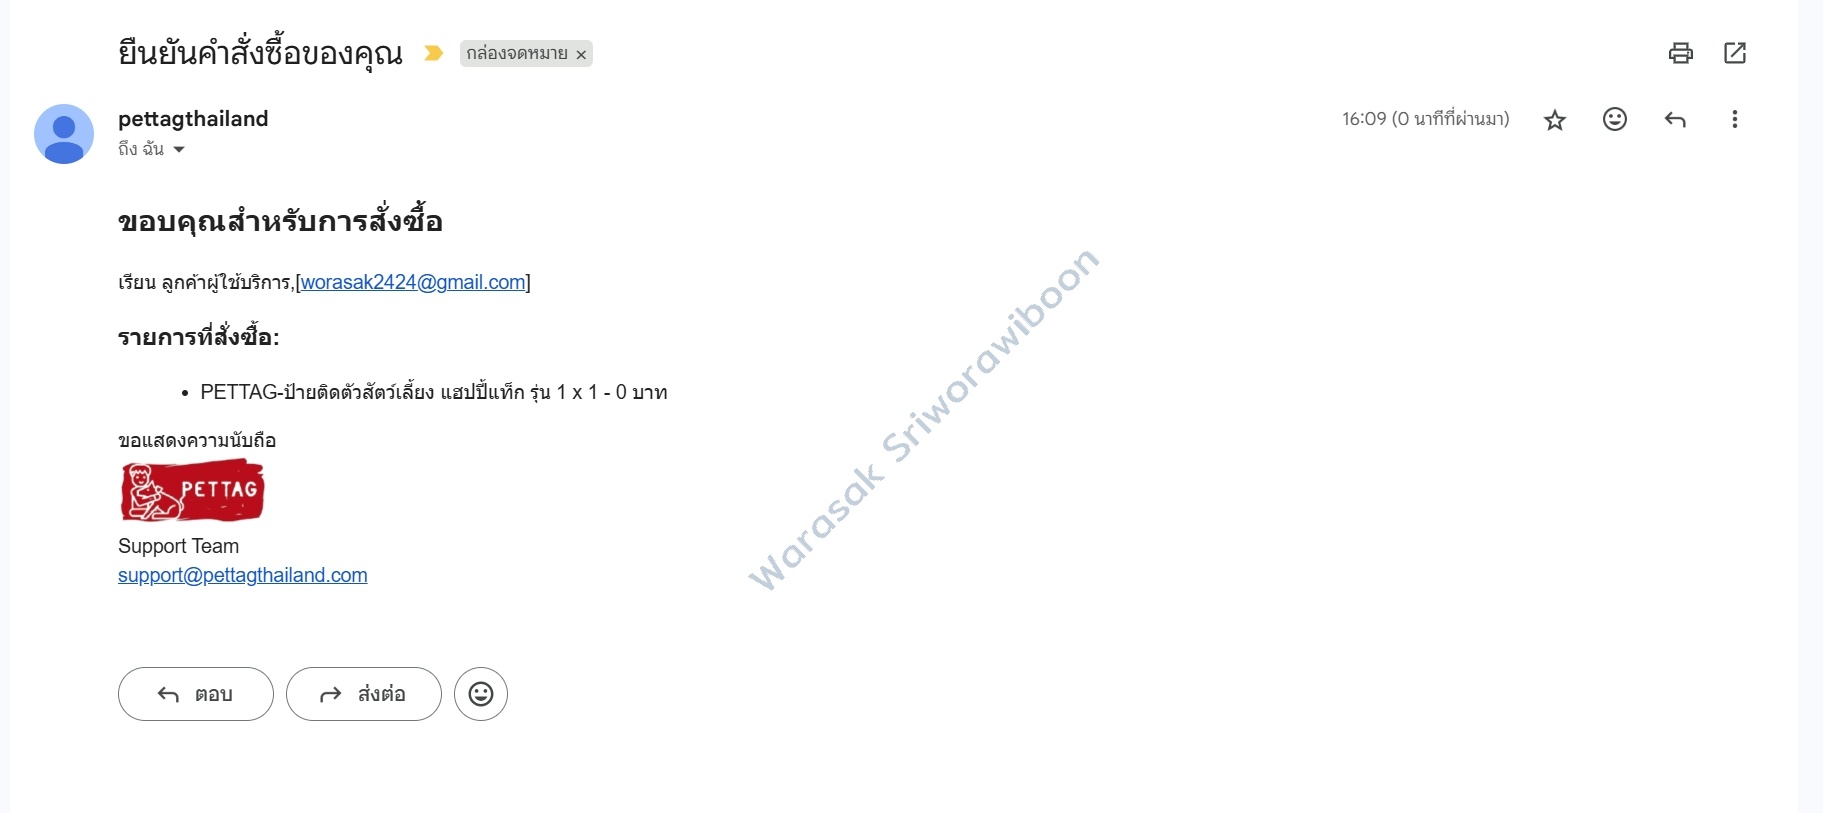 ยืนยันคำสั่งซื้อของคุณ กล่องจดหมาย ×
pettagthailand
16:09 (0 นาทีที่ผ่านมา)
ถึง ฉัน
ขอบคุณสำหรับการสั่งซื้อ
เรียน ลูกค้าผู้ใช้บริการ,[worasak2424@gmail.com]
รายการที่สั่งซื้อ:
• PETTAG-ป้ายติดตัวสัตว์เลี้ยง แฮปปี้แท็ก รุ่น 1 x 1 - 0 บาท
ขอแสดงความนับถือ
PETTAG
Support Team
support@pettagthailand.com
Warasak Sriworawiboon
ตอบ ส่งต่อ